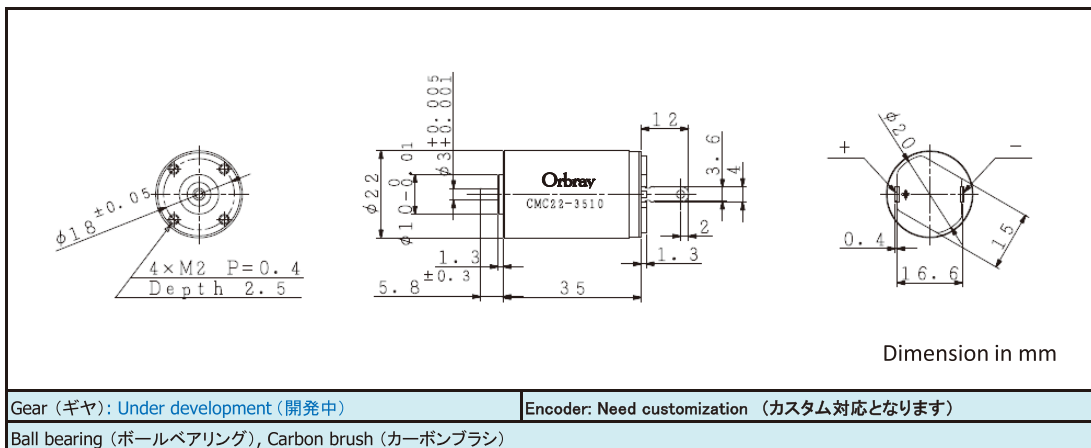 φ18±0.05
4×M2 P=0.4
Depth 2.5
φ22
φ10-0
-0.01
φ3+0.005
+0.001
1.3
±0.3
5.8
35
Orbray
CMC22-3510
12
3.6
4
2
1.3
+
φ20
-
0.4
16.6
15
Dimension in mm
Gear (ギヤ): Under development (開発中)
Encoder: Need customization (カスタム対応となります)
Ball bearing (ボールベアリング), Carbon brush (カーボンブラシ)